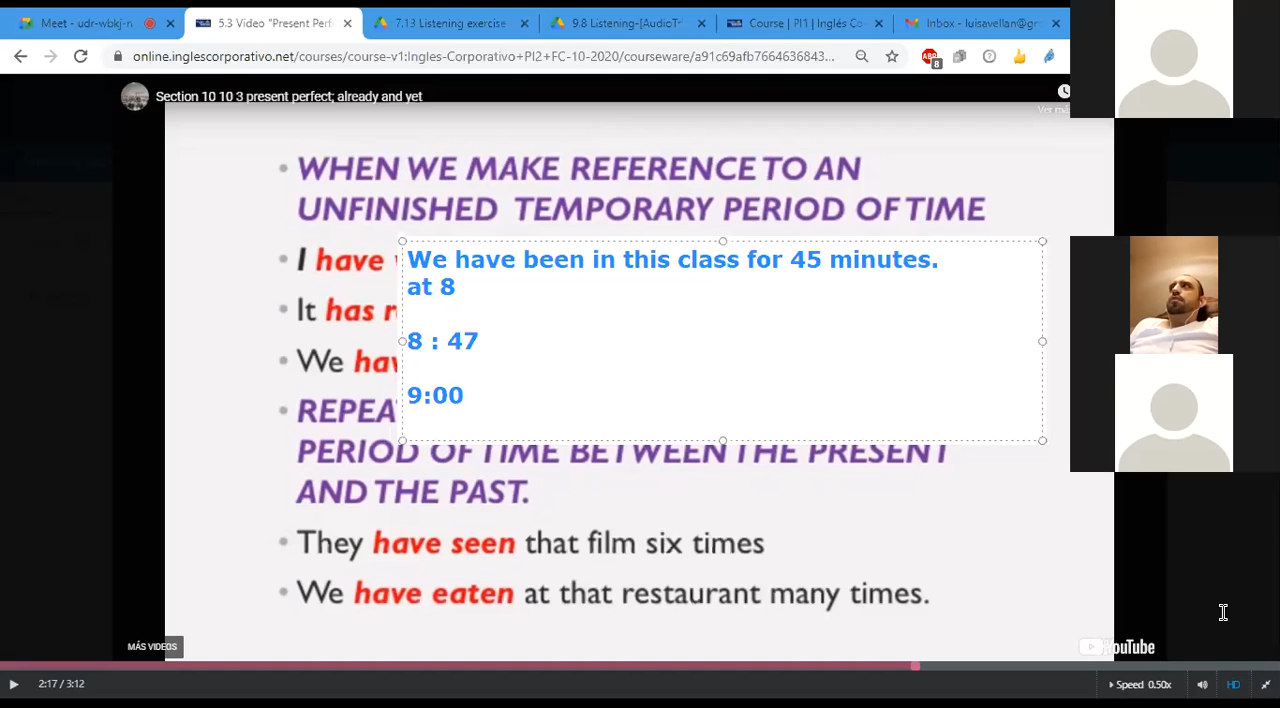 Meet - udr-wbkj-n
5.3 Video "Present Perf
7.13 Listening exercise
9.8 Listening-[AudioTr
Course | PI1 | Inglés Co
Inbox - luisavellan@gr
online.inglescorporativo.net/courses/course-v1:Ingles-Corporativo+PI2+FC-10-2020/courseware/a91c69afb7664636843...
8
Section 10 10 3 present perfect; already and yet
Ver má
WHEN WE MAKE REFERENCE TO AN
UNFINISHED TEMPORARY PERIOD OF TIME
I have
It has r
We hav
We have been in this class for 45 minutes.
at 8
8 : 47
9:00
REPEA
PERIOD OF TIME BETWEEN THE PRESENT
AND THE PAST.
They have seen that film six times
We have eaten at that restaurant many times.
MÁS VIDEOS
YouTube
2:17 / 3:12
Speed 0.50x
HD